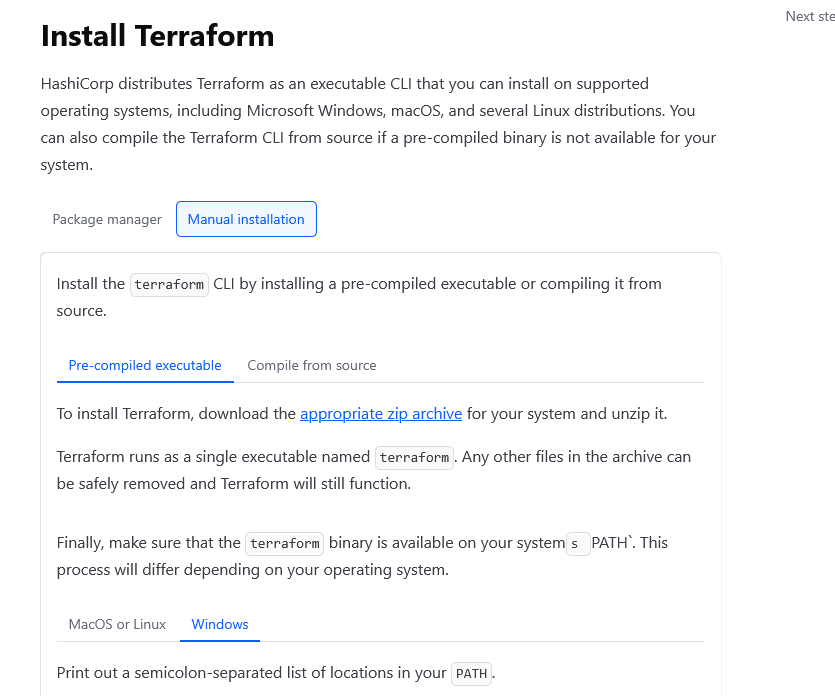 Next ste
Install Terraform
HashiCorp distributes Terraform as an executable CLI that you can install on supported
operating systems, including Microsoft Windows, macOS, and several Linux distributions. You
can also compile the Terraform CLI from source if a pre-compiled binary is not available for your
system.
Package manager Manual installation
Install the terraform CLI by installing a pre-compiled executable or compiling it from
source.
Pre-compiled executable Compile from source
To install Terraform, download the appropriate zip archive for your system and unzip it.
Terraform runs as a single executable named terraform. Any other files in the archive can
be safely removed and Terraform will still function.
Finally, make sure that the terraform binary is available on your system s PATH`. This
process will differ depending on your operating system.
MacOS or Linux Windows
Print out a semicolon-separated list of locations in your PATH.